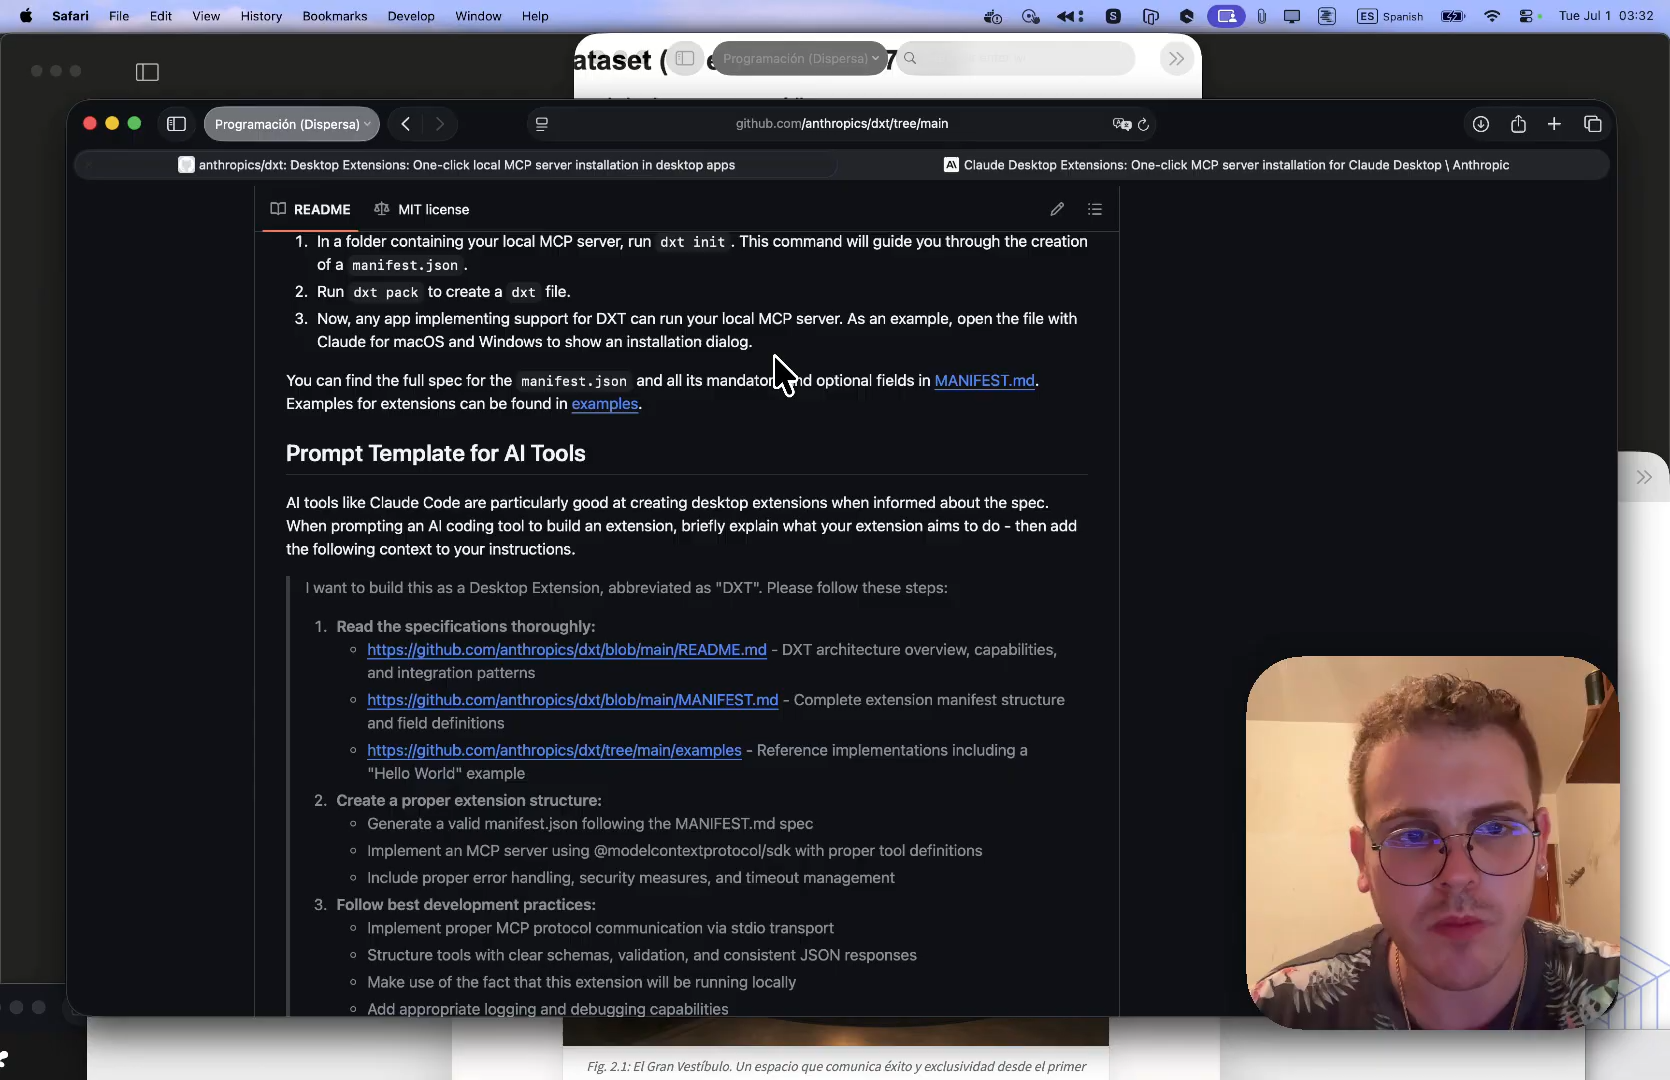 Safari File Edit View History Bookmarks Develop Window Help
ES Spanish Tue Jul 1 03:32
Programación (Dispersa)
Programación (Dispersa)
github.com/anthropics/dxt/tree/main
anthropics/dxt: Desktop Extensions: One-click local MCP server installation in desktop apps
Claude Desktop Extensions: One-click MCP server installation for Claude Desktop \ Anthropic
README MIT license
1. In a folder containing your local MCP server, run dxt init. This command will guide you through the creation
of a manifest.json.
2. Run dxt pack to create a dxt file.
3. Now, any app implementing support for DXT can run your local MCP server. As an example, open the file with
Claude for macOS and Windows to show an installation dialog.
You can find the full spec for the manifest.json and all its and optional fields in MANIFEST.md.
Examples for extensions can be found in examples.
Prompt Template for AI Tools
AI tools like Claude Code are particularly good at creating desktop extensions when informed about the spec.
When prompting an AI coding tool to build an extension, briefly explain what your extension aims to do - then add
the following context to your instructions.
I want to build this as a Desktop Extension, abbreviated as "DXT". Please follow these steps:
1. Read the specifications thoroughly:
◦ https://github.com/anthropics/dxt/blob/main/README.md - DXT architecture overview, capabilities,
and integration patterns
◦ https://github.com/anthropics/dxt/blob/main/MANIFEST.md - Complete extension manifest structure
and field definitions
◦ https://github.com/anthropics/dxt/tree/main/examples - Reference implementations including a
"Hello World" example
2. Create a proper extension structure:
◦ Generate a valid manifest.json following the MANIFEST.md spec
◦ Implement an MCP server using @modelcontextprotocol/sdk with proper tool definitions
◦ Include proper error handling, security measures, and timeout management
3. Follow best development practices:
◦ Implement proper MCP protocol communication via stdio transport
◦ Structure tools with clear schemas, validation, and consistent JSON responses
◦ Make use of the fact that this extension will be running locally
◦ Add appropriate logging and debugging capabilities
Fig. 2.1: El Gran Vestíbulo. Un espacio que comunica éxito y exclusividad desde el primer